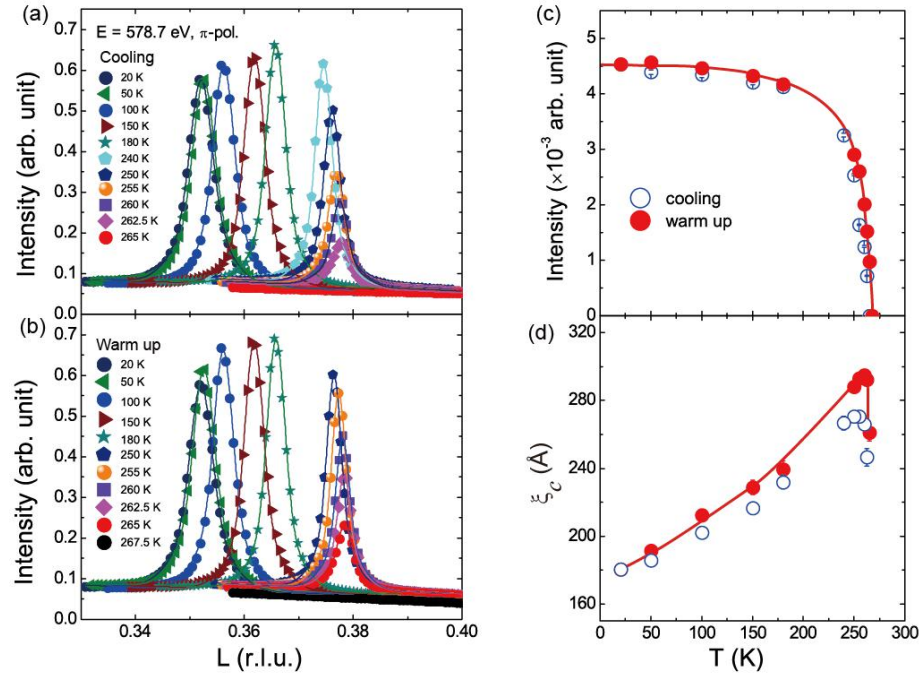 (a)
E = 578.7 eV, π-pol.
Cooling
20 K
50 K
100 K
150 K
180 K
240 K
250 K
255 K
260 K
262.5 K
265 K
Intensity (arb. unit)
0.7
0.6
0.5
0.4
0.3
0.2
0.1
0.0
(b)
Warm up
20 K
50 K
100 K
150 K
180 K
250 K
255 K
260 K
262.5 K
265 K
267.5 K
Intensity (arb. unit)
0.7
0.6
0.5
0.4
0.3
0.2
0.1
0.0
0.34 0.36 0.38 0.40
L (r.l.u.)
(c)
Intensity (×10⁻³ arb. unit)
5
4
3
2
1
0
cooling
warm up
(d)
ξ𝒸 (Å)
320
280
240
200
160
0 50 100 150 200 250 300
T (K)